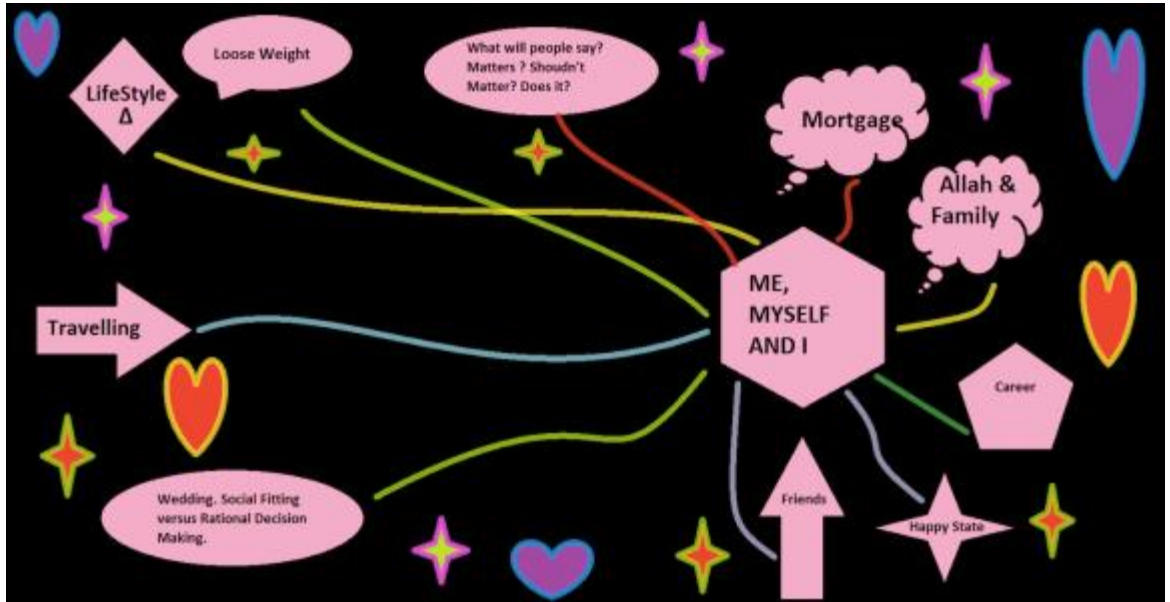 LifeStyle
Δ
Loose Weight
What will people say?
Matters ? Shoudn't
Matter? Does it?
Mortgage
Allah &
Family
ME,
MYSELF
AND I
Travelling
Career
Wedding. Social Fitting
versus Rational Decision
Making.
Friends
Happy State